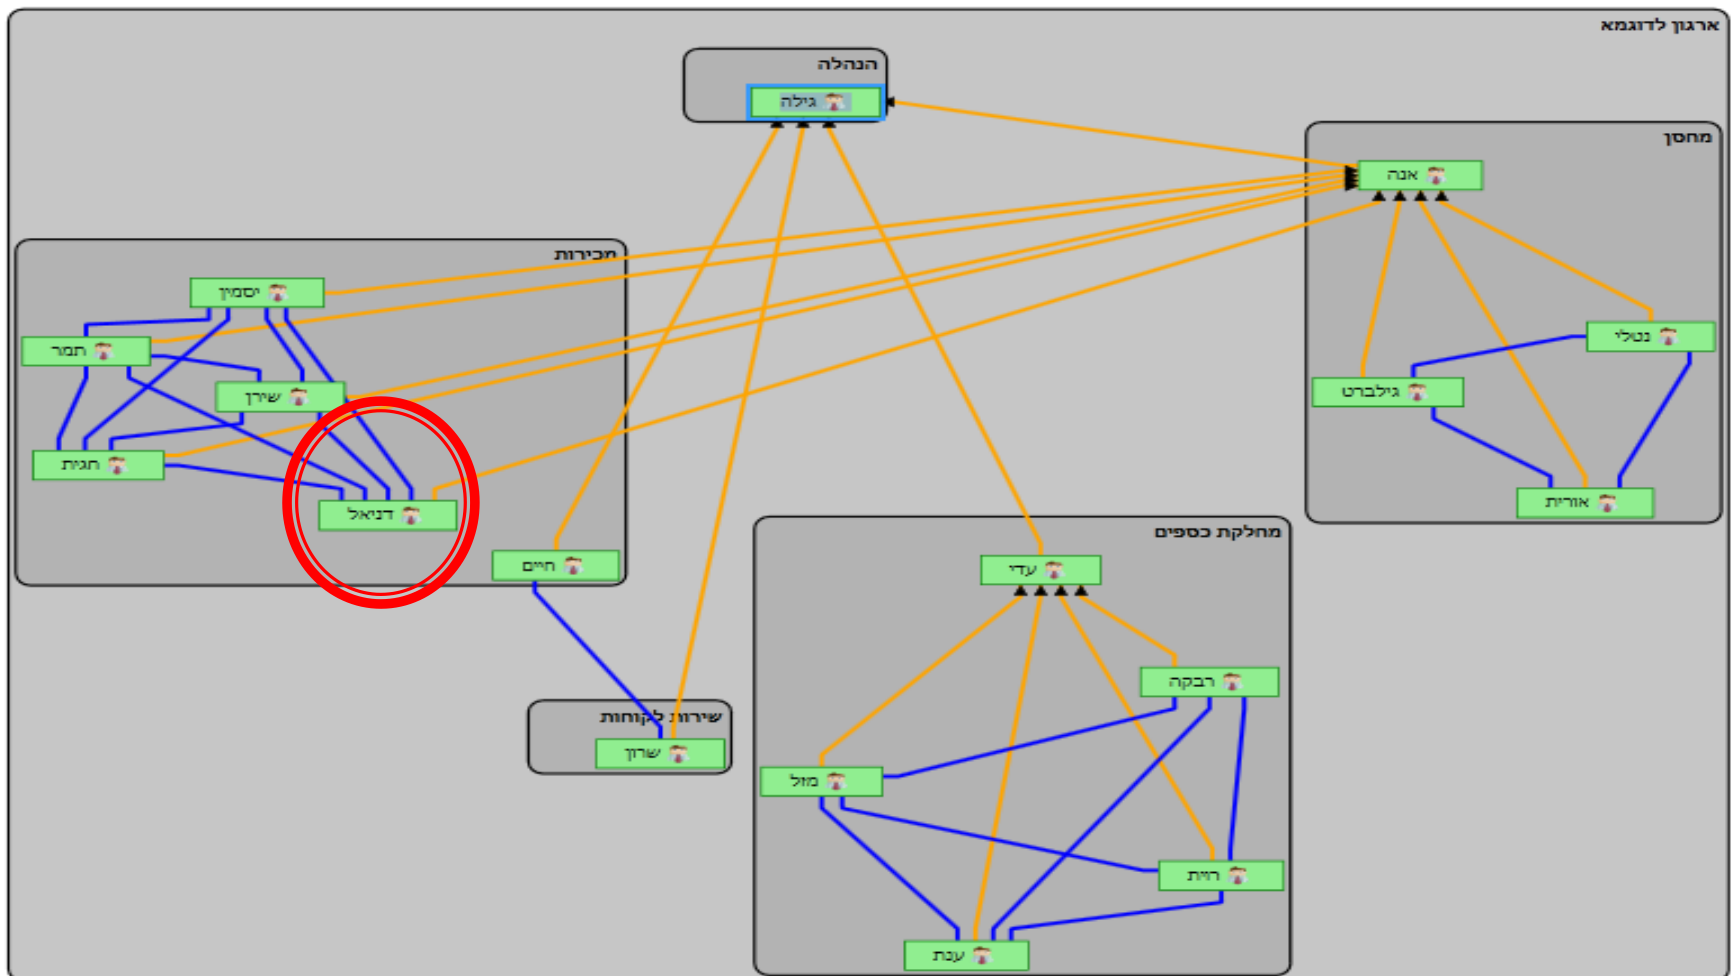 ארגון לדוגמא
הנהלה
גילה
מחסן
אנה
נטלי
גילברט
אורית
מכירות
יסמין
תמר
שירן
חגית
דניאל
חיים
שירות לקוחות
שרון
מחלקת כספים
עדי
רבקה
מזל
רוית
ענת